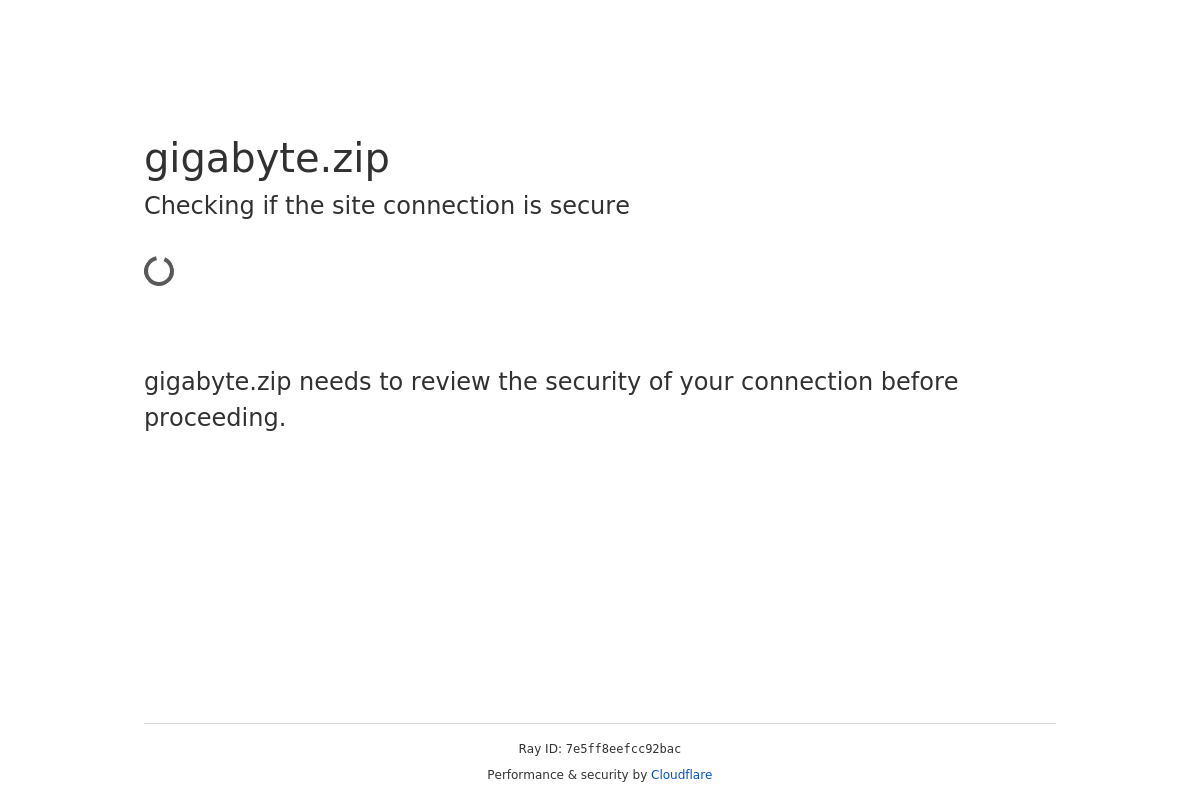 gigabyte.zip
Checking if the site connection is secure
gigabyte.zip needs to review the security of your connection before
proceeding.
Ray ID: 7e5ff8eefcc92bac
Performance & security by Cloudflare